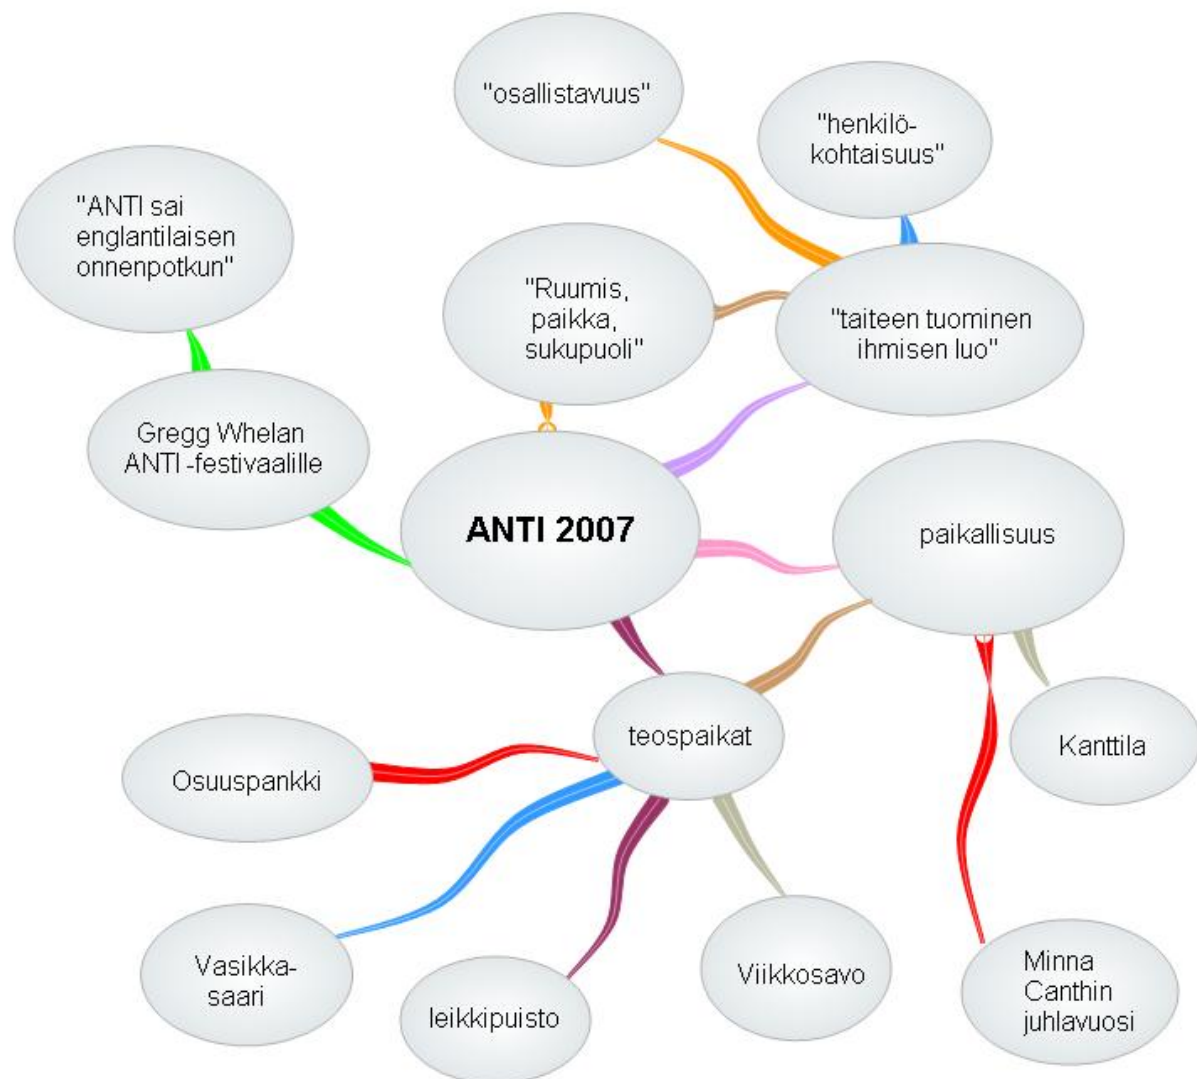 "osallistavuus"
"henkilö-
kohtaisuus"
"ANTI sai
englantilaisen
onnenpotkun"
"Ruumis,
paikka,
sukupuoli"
"taiteen tuominen
ihmisen luo"
Gregg Whelan
ANTI -festivaalille
ANTI 2007
paikallisuus
teospaikat
Kanttila
Osuuspankki
Vasikka-
saari
leikkipuisto
Viikkosavo
Minna
Canthin
juhlavuosi